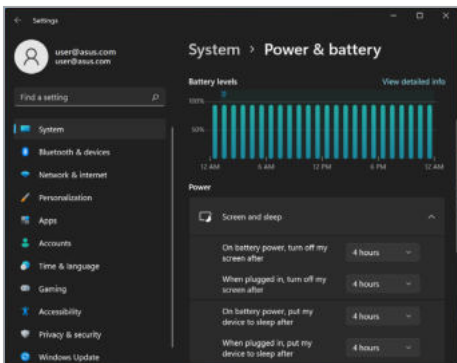 Settings
user@asus.com
user@asus.com
Find a setting
System
Bluetooth & devices
Network & internet
Personalization
Apps
Accounts
Time & language
Gaming
Accessibility
Privacy & security
Windows Update
System > Power & battery
Battery levels
View detailed info
100%
50%
12 AM 6 AM 12 PM 6 PM 12 AM
Power
Screen and sleep
On battery power, turn off my
screen after
4 hours
When plugged in, turn off my
screen after
4 hours
On battery power, put my
device to sleep after
4 hours
When plugged in, put my
device to sleep after
4 hours